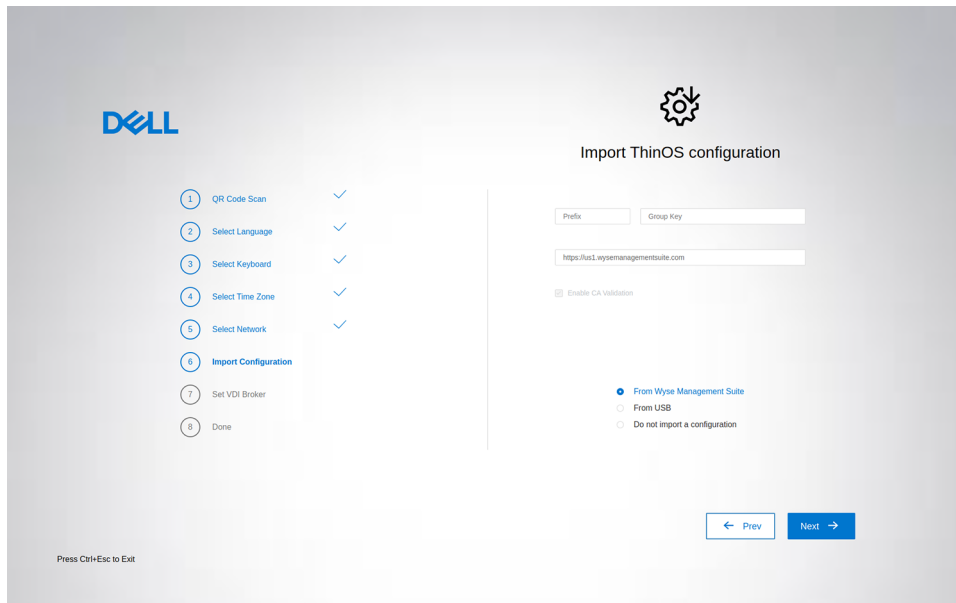 DELL
Import ThinOS configuration
1 QR Code Scan
2 Select Language
3 Select Keyboard
4 Select Time Zone
5 Select Network
6 Import Configuration
7 Set VDI Broker
8 Done
Prefix Group Key
https://us1.wysemanagementsuite.com
Enable CA Validation
From Wyse Management Suite
From USB
Do not import a configuration
Prev Next
Press Ctrl+Esc to Exit